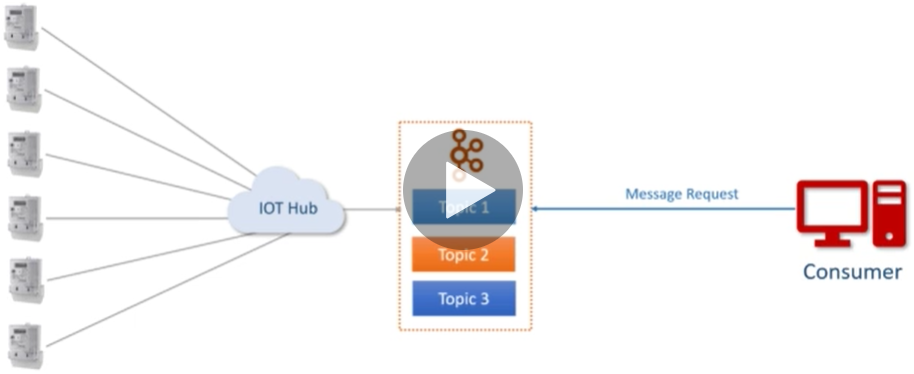 Message Request
IOT Hub
Topic 1
Topic 2
Topic 3
Consumer